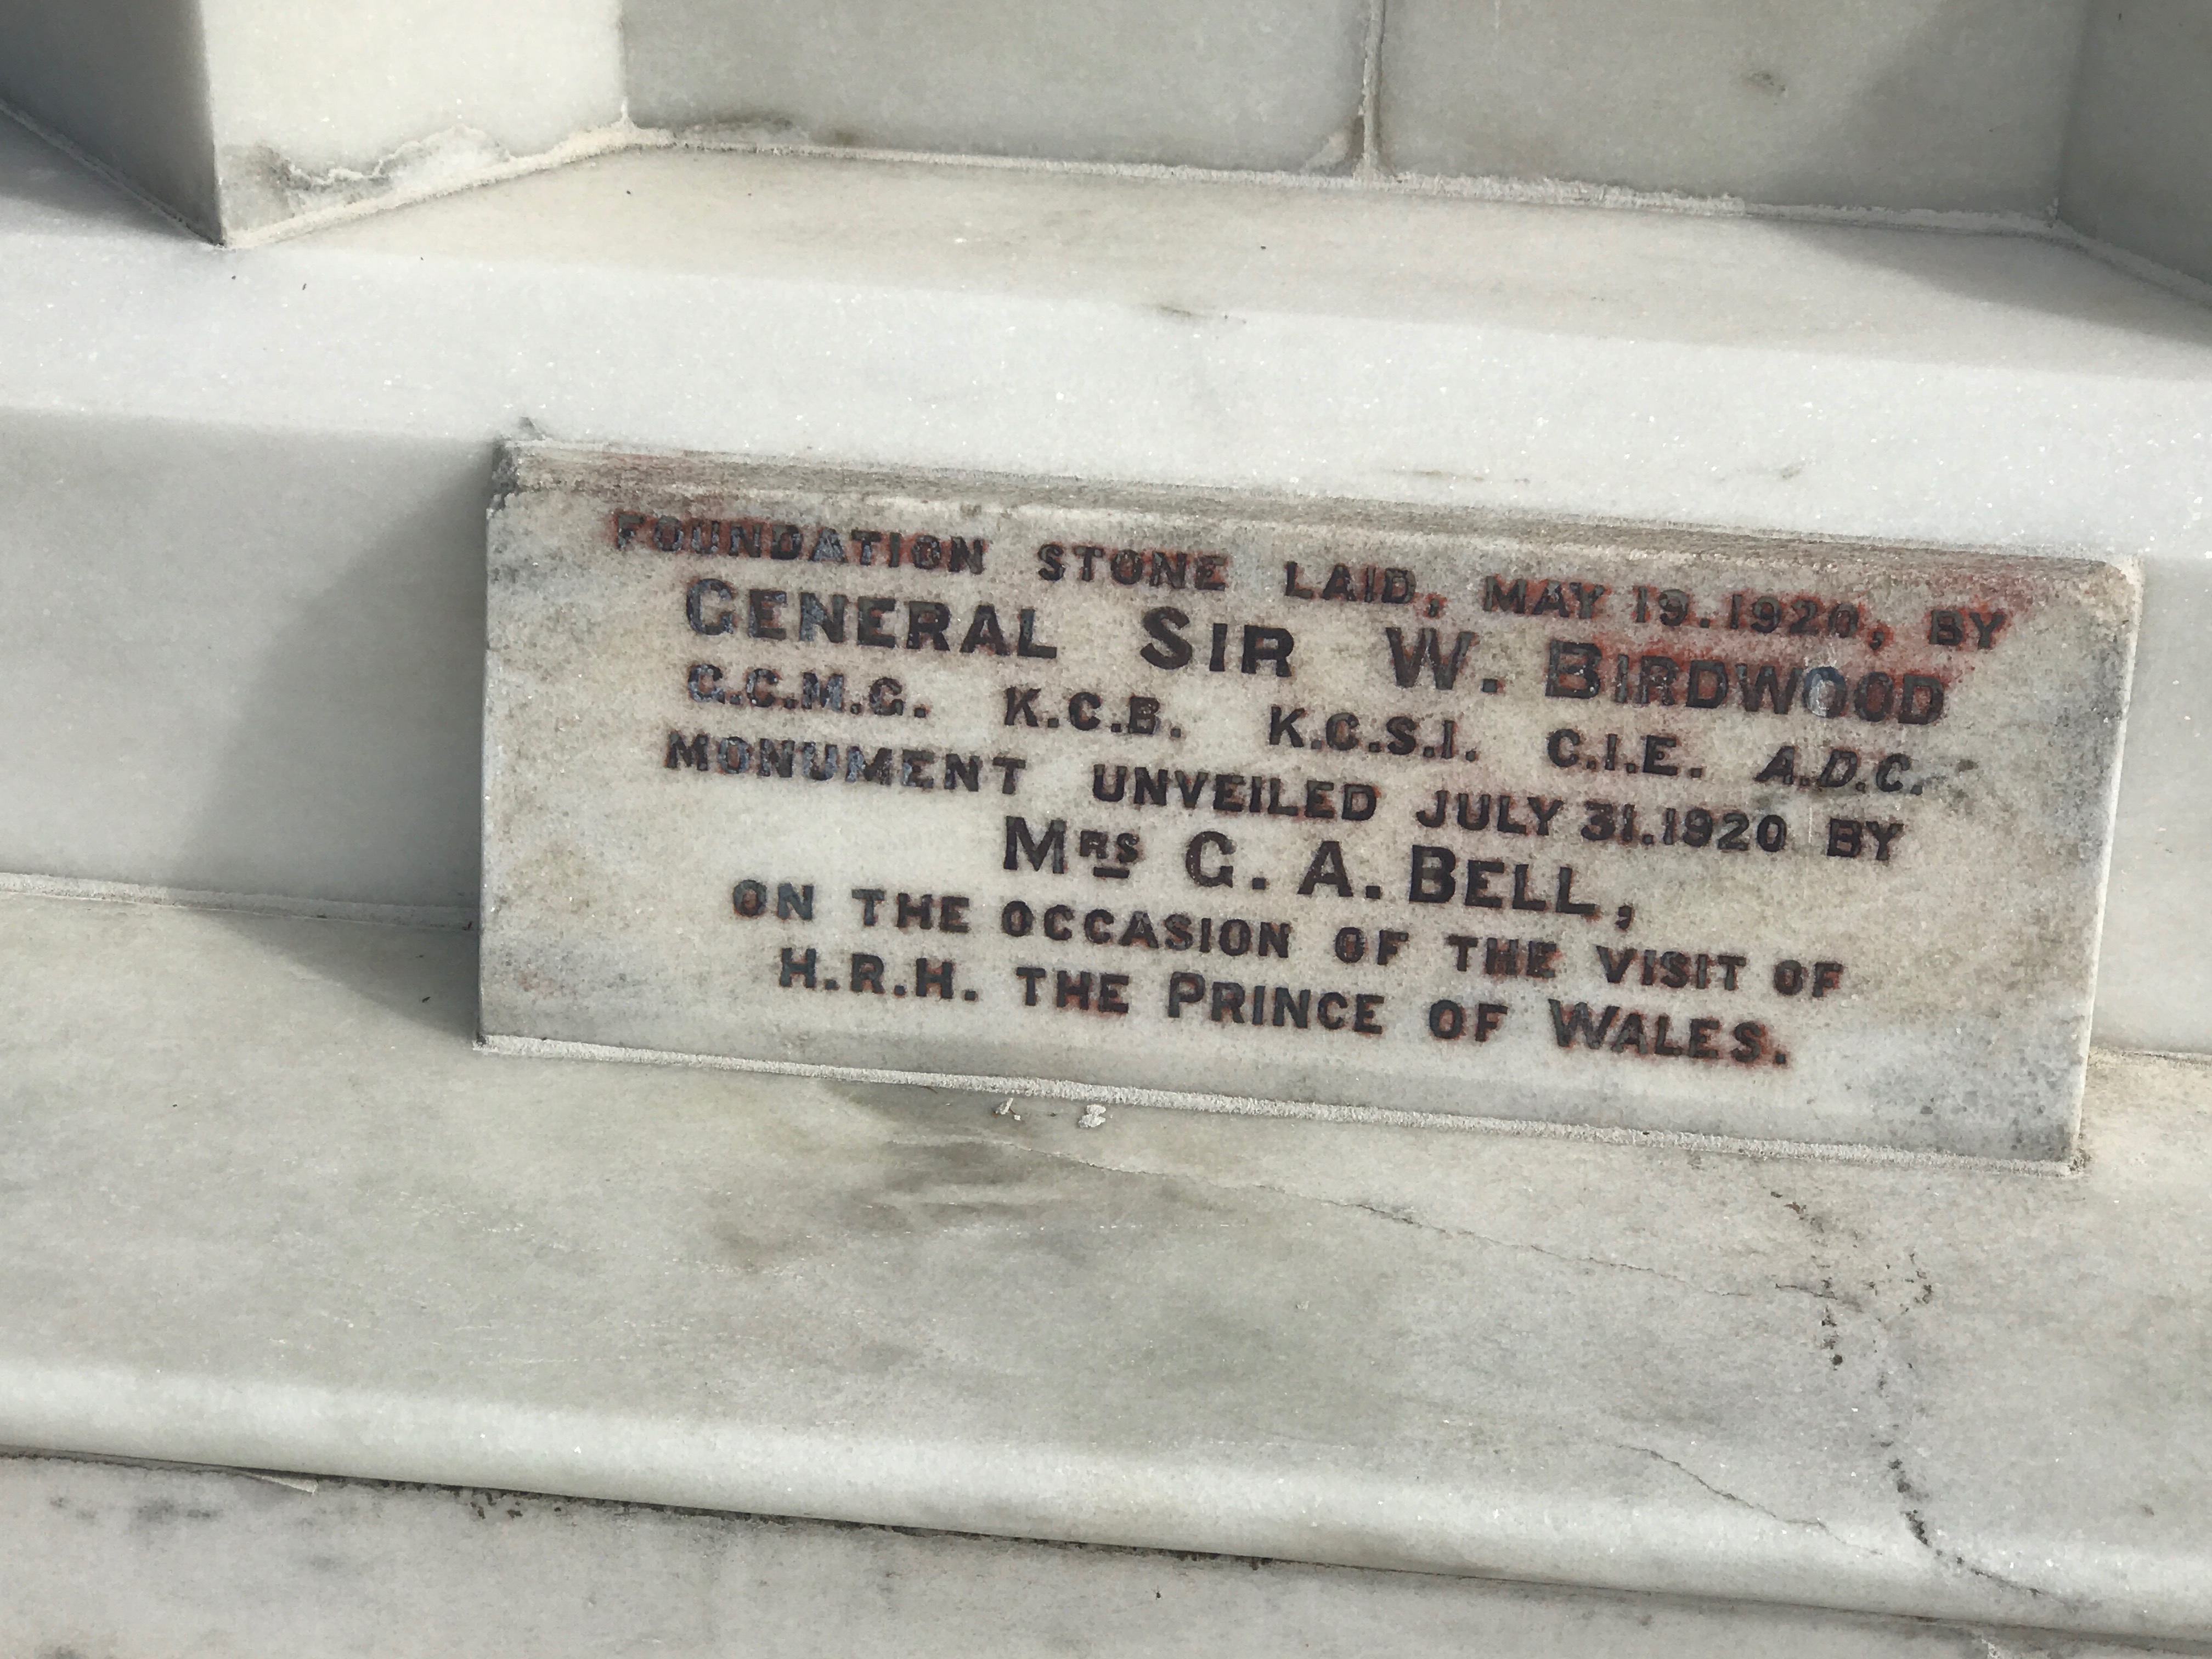 FOUNDATION STONE LAID, MAY 19.1920, BY
GENERAL SIR W. BIRDWOOD
G.C.M.G. K.C.B. K.C.S.I. C.I.E. A.D.C.
MONUMENT UNVEILED JULY 31.1920 BY
MRS G. A. BELL,
ON THE OCCASION OF THE VISIT OF
H.R.H. THE PRINCE OF WALES.